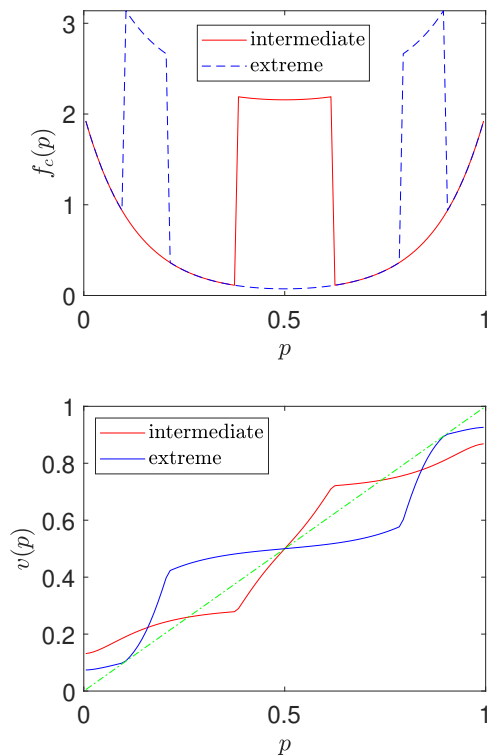 3
2
1
0
f_c(p)
intermediate
extreme
0
0.5
1
p
1
0.8
0.6
0.4
0.2
0
v(p)
intermediate
extreme
0
0.5
1
p